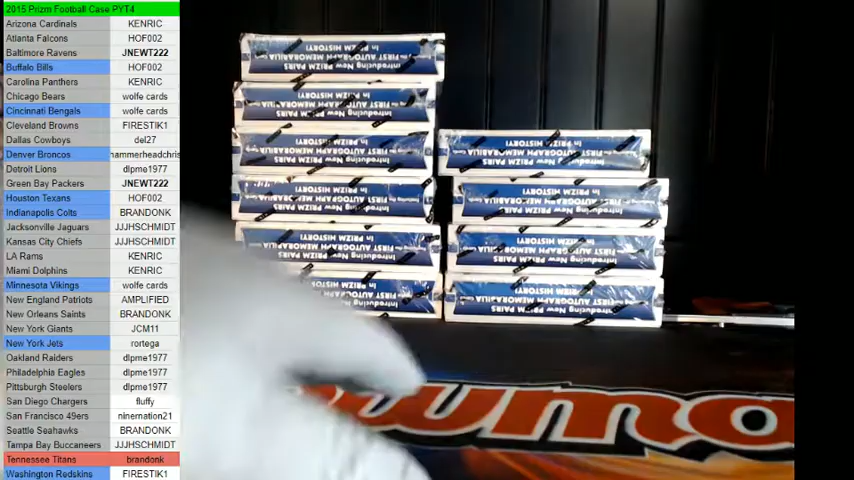 2015 Prizm Football Case PYT4
Arizona Cardinals KENRIC
Atlanta Falcons HOF002
Baltimore Ravens JNEWT222
Buffalo Bills HOF002
Carolina Panthers KENRIC
Chicago Bears wolfe cards
Cincinnati Bengals wolfe cards
Cleveland Browns FIRESTIK1
Dallas Cowboys del27
Denver Broncos hammerheadchris
Detroit Lions dlpme1977
Green Bay Packers JNEWT222
Houston Texans HOF002
Indianapolis Colts BRANDONK
Jacksonville Jaguars JJJHSCHMIDT
Kansas City Chiefs JJJHSCHMIDT
LA Rams KENRIC
Miami Dolphins KENRIC
Minnesota Vikings wolfe cards
New England Patriots AMPLIFIED
New Orleans Saints BRANDONK
New York Giants JCM11
New York Jets rortega
Oakland Raiders dlpme1977
Philadelphia Eagles dlpme1977
Pittsburgh Steelers dlpme1977
San Diego Chargers fluffy
San Francisco 49ers ninernation21
Seattle Seahawks BRANDONK
Tampa Bay Buccaneers JJJHSCHMIDT
Tennessee Titans brandonk
Washington Redskins FIRESTIK1
Introducing New PAIRS
FIRST AUTOGRAPH MEMORABILIA
In PRIZM HISTORY!